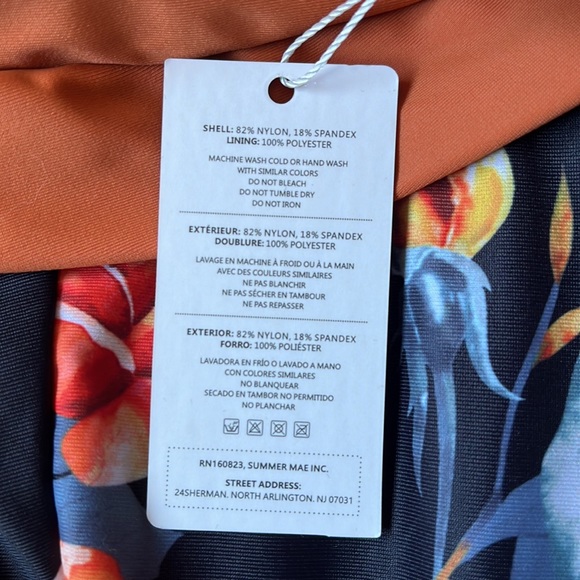 SHELL: 82% NYLON, 18% SPANDEX
LINING: 100% POLYESTER
MACHINE WASH COLD OR HAND WASH
WITH SIMILAR COLORS
DO NOT BLEACH
DO NOT TUMBLE DRY
DO NOT IRON
EXTÉRIEUR: 82% NYLON, 18% SPANDEX
DOUBLURE: 100% POLYESTER
LAVAGE EN MACHINE À FROID OU À LA MAIN
AVEC DES COULEURS SIMILAIRES
NE PAS BLANCHIR
NE PAS SÉCHER EN TAMBOUR
NE PAS REPASSER
EXTERIOR: 82% NYLON, 18% SPANDEX
FORRO: 100% POLIÉSTER
LAVADORA EN FRÍO O LAVADO A MANO
CON COLORES SIMILARES
NO BLANQUEAR
SECADO EN TAMBOR NO PERMITIDO
NO PLANCHAR
RN160823, SUMMER MAE INC.
STREET ADDRESS:
24SHERMAN. NORTH ARLINGTON. NJ 07031